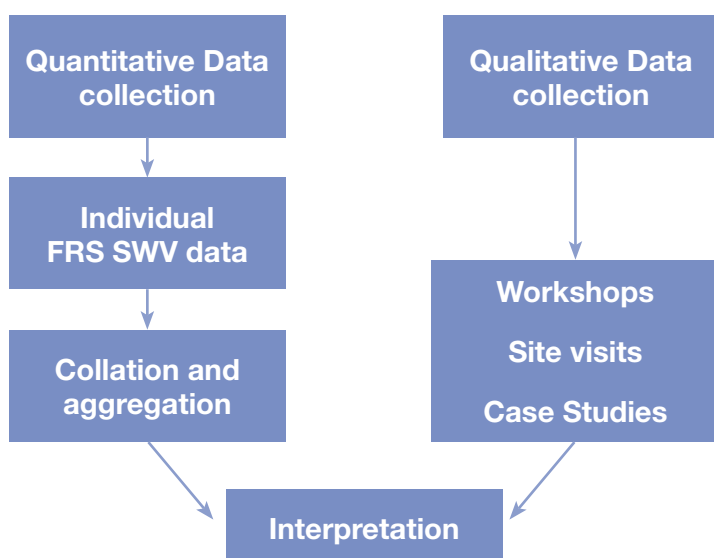 Quantitative Data
collection
Individual
FRS SWV data
Collation and
aggregation
Qualitative Data
collection
Workshops
Site visits
Case Studies
Interpretation